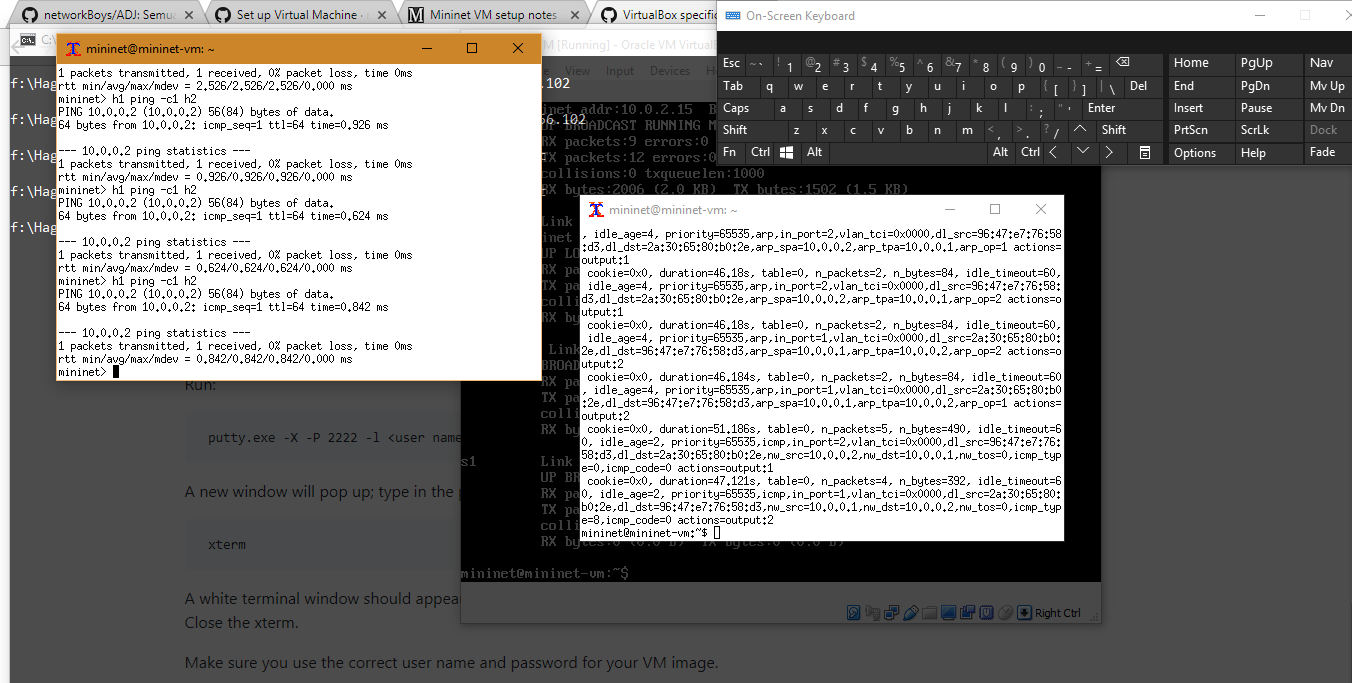 networkBoys/ADJ: Semua
Set up Virtual Machine
Mininet VM setup notes
VirtualBox specific
On-Screen Keyboard
M [Running] - Oracle VM VirtualB
View Input Devices
C:\
.102
f:\Hag
f:\Hag
56.102
f:\Hag
f:\Hag
f:\Hag
mininet@mininet-vm: ~
1 packets transmitted, 1 received, 0% packet loss, time 0ms
rtt min/avg/max/mdev = 2.526/2.526/2.526/0.000 ms
mininet> h1 ping -c1 h2
PING 10.0.0.2 (10.0.0.2) 56(84) bytes of data.
64 bytes from 10.0.0.2: icmp_seq=1 ttl=64 time=0.926 ms
--- 10.0.0.2 ping statistics ---
1 packets transmitted, 1 received, 0% packet loss, time 0ms
rtt min/avg/max/mdev = 0.926/0.926/0.926/0.000 ms
mininet> h1 ping -c1 h2
PING 10.0.0.2 (10.0.0.2) 56(84) bytes of data.
64 bytes from 10.0.0.2: icmp_seq=1 ttl=64 time=0.624 ms
--- 10.0.0.2 ping statistics ---
1 packets transmitted, 1 received, 0% packet loss, time 0ms
rtt min/avg/max/mdev = 0.624/0.624/0.624/0.000 ms
mininet> h1 ping -c1 h2
PING 10.0.0.2 (10.0.0.2) 56(84) bytes of data.
64 bytes from 10.0.0.2: icmp_seq=1 ttl=64 time=0.842 ms
--- 10.0.0.2 ping statistics ---
1 packets transmitted, 1 received, 0% packet loss, time 0ms
rtt min/avg/max/mdev = 0.842/0.842/0.842/0.000 ms
mininet>
Esc ~ ` ! 1 @ 2 # 3 $ 4 % 5 ^ 6 & 7 * 8 ( 9 ) 0 _ - + = Home PgUp Nav
Tab q w e r t y u i o p { [ } ] | \ Del End PgDn Mv Up
Caps a s d f g h j k l : ; " ' Enter Insert Pause Mv Dn
Shift z x c v b n m < , > . ? / Shift PrtScn ScrLk Dock
Fn Ctrl Alt Alt Ctrl Options Help Fade
inet addr:10.0.2.15 B
UP BROADCAST RUNNING M
RX packets:9 errors:0
TX packets:12 errors:0
collisions:0 txqueuelen:1000
RX bytes:2006 (2.0 KB) TX bytes:1502 (1.5 KB)
Link
inet
UP LO
RX pa
TX pa
colli
RX by
Link
BROAD
RX pa
TX pa
colli
RX by
s1 Link
UP BR
RX pa
TX pa
colli
RX bytes:0 (0.0 B) TX bytes:0 (0.0 B)
mininet@mininet-vm:~$
Right Ctrl
mininet@mininet-vm: ~
, idle_age=4, priority=65535,arp,in_port=2,vlan_tci=0x0000,dl_src=96:47:e7:76:58
:d3,dl_dst=2a:30:65:80:b0:2e,arp_spa=10.0.0.2,arp_tpa=10.0.0.1,arp_op=1 actions=
output:1
cookie=0x0, duration=46.18s, table=0, n_packets=2, n_bytes=84, idle_timeout=60,
idle_age=4, priority=65535,arp,in_port=2,vlan_tci=0x0000,dl_src=96:47:e7:76:58:
d3,dl_dst=2a:30:65:80:b0:2e,arp_spa=10.0.0.2,arp_tpa=10.0.0.1,arp_op=2 actions=o
utput:1
cookie=0x0, duration=46.18s, table=0, n_packets=2, n_bytes=84, idle_timeout=60,
idle_age=4, priority=65535,arp,in_port=1,vlan_tci=0x0000,dl_src=2a:30:65:80:b0:
2e,dl_dst=96:47:e7:76:58:d3,arp_spa=10.0.0.1,arp_tpa=10.0.0.2,arp_op=2 actions=o
utput:2
cookie=0x0, duration=46.184s, table=0, n_packets=2, n_bytes=84, idle_timeout=60
, idle_age=4, priority=65535,arp,in_port=1,vlan_tci=0x0000,dl_src=2a:30:65:80:b0
:2e,dl_dst=96:47:e7:76:58:d3,arp_spa=10.0.0.1,arp_tpa=10.0.0.2,arp_op=1 actions=
output:2
cookie=0x0, duration=51.186s, table=0, n_packets=5, n_bytes=490, idle_timeout=6
0, idle_age=2, priority=65535,icmp,in_port=2,vlan_tci=0x0000,dl_src=96:47:e7:76:
58:d3,dl_dst=2a:30:65:80:b0:2e,nw_src=10.0.0.2,nw_dst=10.0.0.1,nw_tos=0,icmp_typ
e=0,icmp_code=0 actions=output:1
cookie=0x0, duration=47.121s, table=0, n_packets=4, n_bytes=392, idle_timeout=6
0, idle_age=2, priority=65535,icmp,in_port=1,vlan_tci=0x0000,dl_src=2a:30:65:80:
b0:2e,dl_dst=96:47:e7:76:58:d3,nw_src=10.0.0.1,nw_dst=10.0.0.2,nw_tos=0,icmp_typ
e=8,icmp_code=0 actions=output:2
mininet@mininet-vm:~$
Run:
putty.exe -X -P 2222 -l <user name
A new window will pop up; type in the
xterm
A white terminal window should appea
Close the xterm.
Make sure you use the correct user name and password for your VM image.